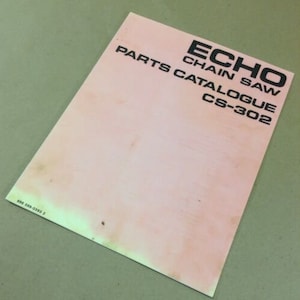 ECHO
CHAIN SAW
PARTS CATALOGUE
CS-302